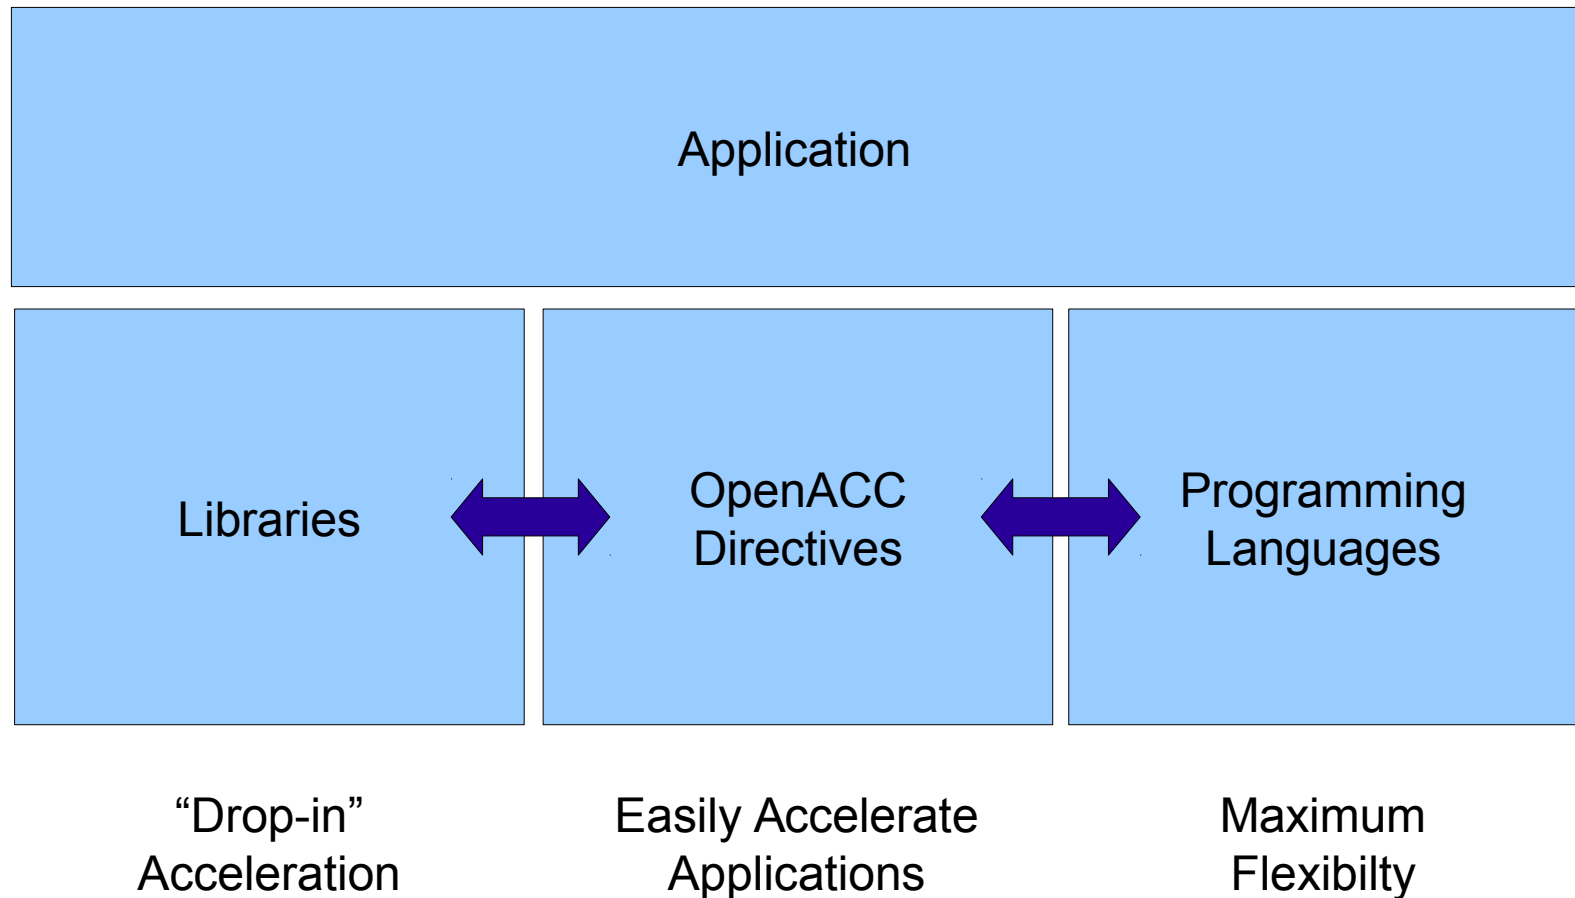 Application
Libraries
OpenACC
Directives
Programming
Languages
“Drop-in”
Acceleration
Easily Accelerate
Applications
Maximum
Flexibilty